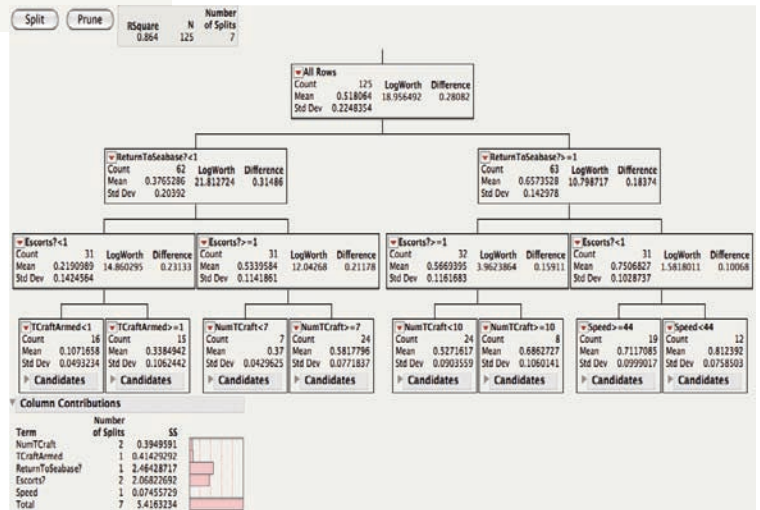 Split Prune RSquare N Number of Splits
0.864 125 7
All Rows
Count 125 LogWorth Difference
Mean 0.518064 18.956492 0.28082
Std Dev 0.2248354
ReturnToSeabase?<1
Count 62 LogWorth Difference
Mean 0.3765286 21.812724 0.31486
Std Dev 0.20392
ReturnToSeabase?>=1
Count 63 LogWorth Difference
Mean 0.6573528 10.798717 0.18374
Std Dev 0.142978
Escorts?<1
Count 31 LogWorth Difference
Mean 0.2190989 14.860295 0.23133
Std Dev 0.1424564
Escorts?>=1
Count 31 LogWorth Difference
Mean 0.5339584 12.04268 0.21178
Std Dev 0.1141861
Escorts?>=1
Count 32 LogWorth Difference
Mean 0.5669395 3.9623864 0.15911
Std Dev 0.1161683
Escorts?<1
Count 31 LogWorth Difference
Mean 0.7506827 1.5818011 0.10068
Std Dev 0.1028737
TCraftArmed<1
Count 16
Mean 0.1071658
Std Dev 0.0493234
Candidates
TCraftArmed>=1
Count 15
Mean 0.3384942
Std Dev 0.1062442
Candidates
NumTCraft<7
Count 7
Mean 0.37
Std Dev 0.0429625
Candidates
NumTCraft>=7
Count 24
Mean 0.5817796
Std Dev 0.0771837
Candidates
NumTCraft<10
Count 24
Mean 0.5271617
Std Dev 0.0903559
Candidates
NumTCraft>=10
Count 8
Mean 0.6862727
Std Dev 0.1060141
Candidates
Speed>=44
Count 19
Mean 0.7117085
Std Dev 0.0999017
Candidates
Speed<44
Count 12
Mean 0.812392
Std Dev 0.0758503
Candidates
Column Contributions
Number
Term of Splits SS
NumTCraft 2 0.3949591
TCraftArmed 1 0.41429292
ReturnToSeabase? 1 2.46428717
Escorts? 2 2.06822692
Speed 1 0.07455729
Total 7 5.4163234